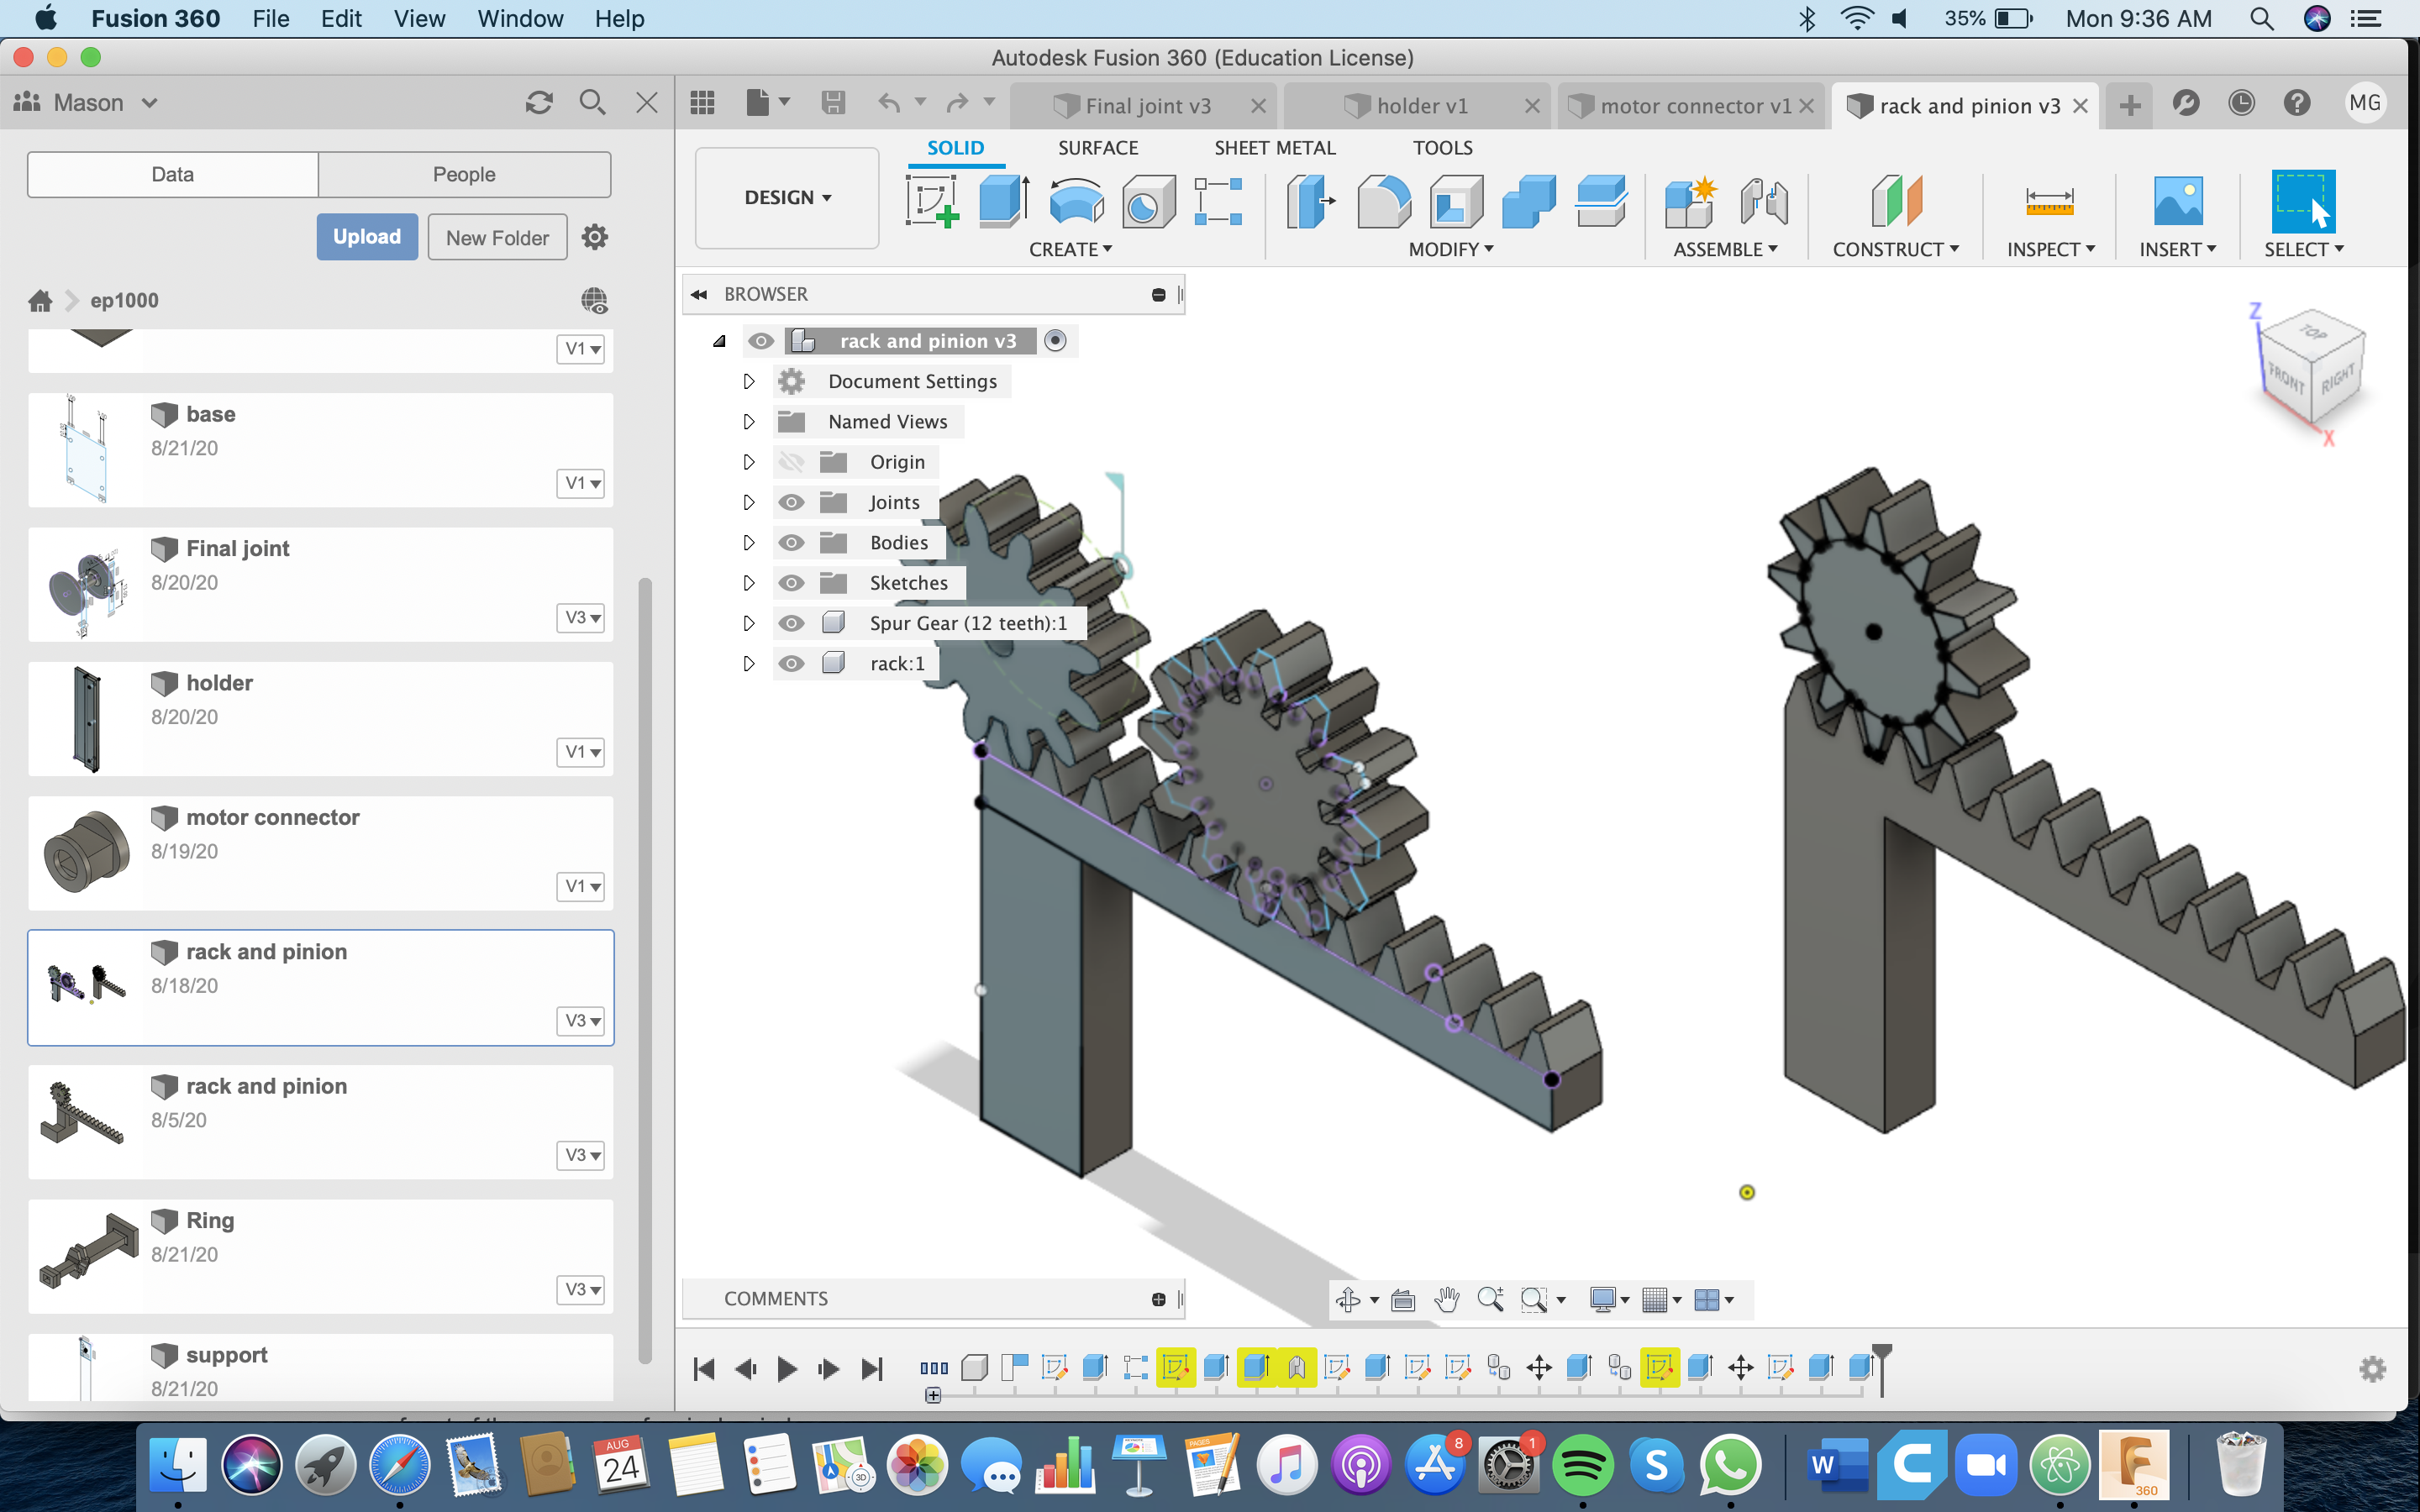 Fusion 360 File Edit View Window Help 35% Mon 9:36 AM
Autodesk Fusion 360 (Education License)
Mason
Final joint v3 holder v1 motor connector v1 rack and pinion v3 MG
Data People
Upload New Folder
ep1000
V1
base
8/21/20
V1
Final joint
8/20/20
V3
holder
8/20/20
V1
motor connector
8/19/20
V1
rack and pinion
8/18/20
V3
rack and pinion
8/5/20
V3
Ring
8/21/20
V3
support
8/21/20
SOLID SURFACE SHEET METAL TOOLS
DESIGN
CREATE MODIFY ASSEMBLE CONSTRUCT INSPECT INSERT SELECT
BROWSER
rack and pinion v3
Document Settings
Named Views
Origin
Joints
Bodies
Sketches
Spur Gear (12 teeth):1
rack:1
Z
TOP
FRONT RIGHT
X
COMMENTS
AUG
24
3D
PAGES
8
1
S
W
C
F
360